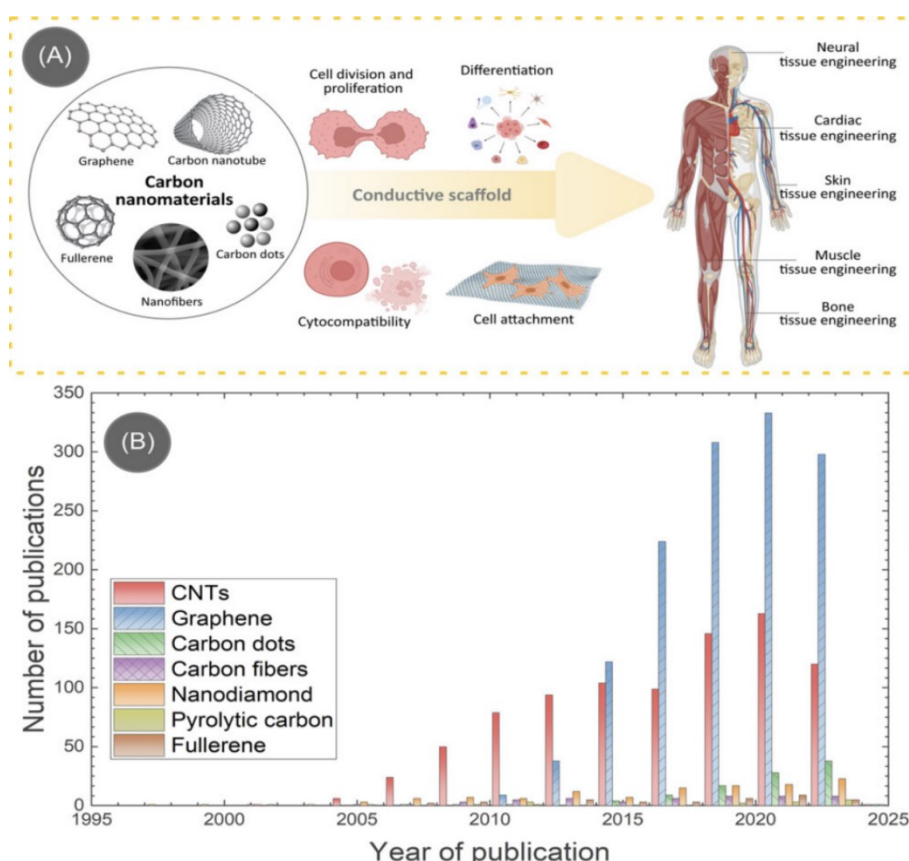 (A)
Graphene
Carbon nanotube
Carbon
nanomaterials
Fullerene
Carbon dots
Nanofibers
Cell division and
proliferation
Differentiation
Conductive scaffold
Cytocompatibility
Cell attachment
Neural
tissue engineering
Cardiac
tissue engineering
Skin
tissue engineering
Muscle
tissue engineering
Bone
tissue engineering
(B)
Number of publications
350
300
250
200
150
100
50
0
CNTs
Graphene
Carbon dots
Carbon fibers
Nanodiamond
Pyrolytic carbon
Fullerene
1995
2000
2005
2010
2015
2020
2025
Year of publication